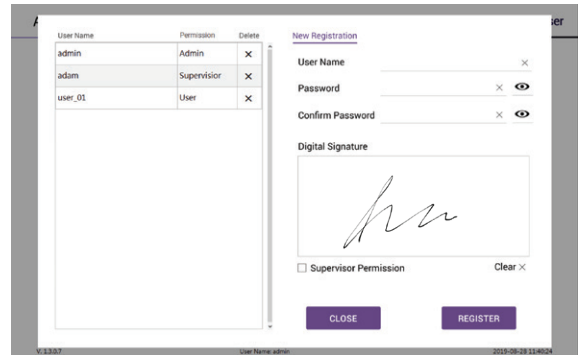 User Name Permission Delete
admin Admin ×
adam Supervisior ×
user_01 User ×
New Registration
User Name ×
Password ×
Confirm Password ×
Digital Signature
Supervisor Permission Clear ×
CLOSE REGISTER
V. 1.3.0.7 User Name: admin 2015-08-28 11:40:24